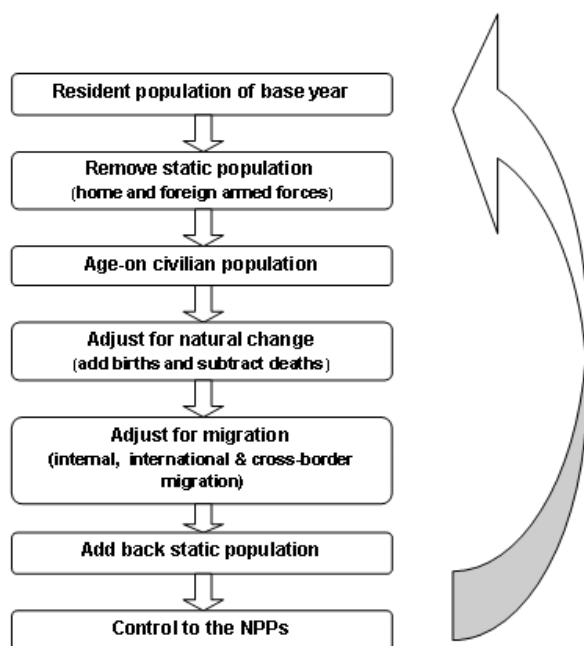 Resident population of base year
Remove static population
(home and foreign armed forces)
Age-on civilian population
Adjust for natural change
(add births and subtract deaths)
Adjust for migration
(internal, international & cross-border
migration)
Add back static population
Control to the NPPs